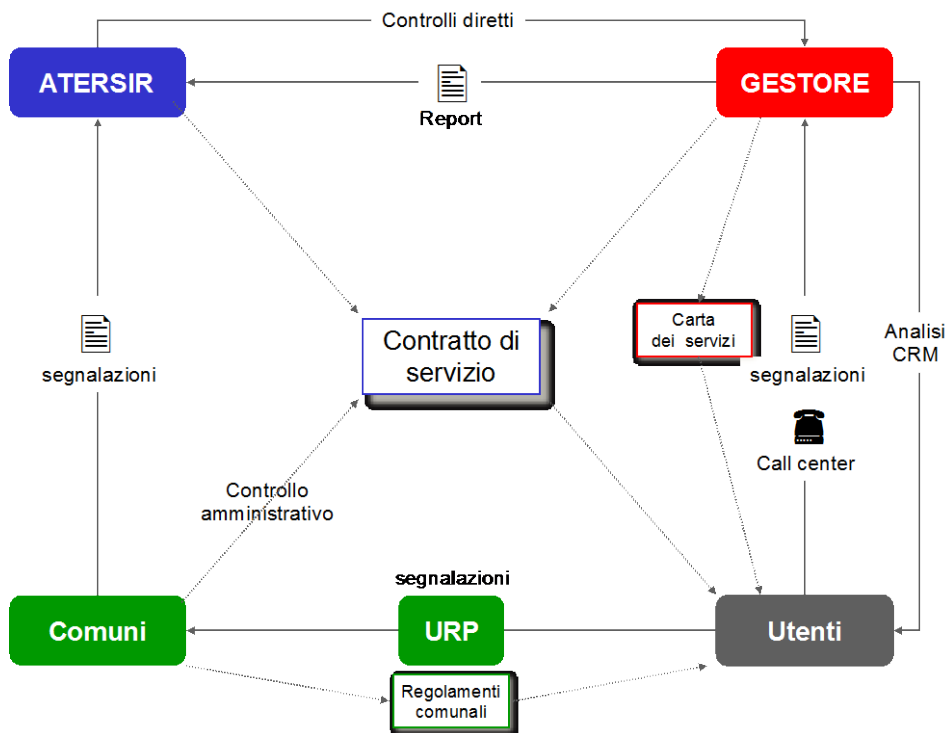 Controlli diretti
ATERSIR
GESTORE
Report
Carta
dei servizi
Analisi
CRM
Contratto di
servizio
segnalazioni
segnalazioni
Call center
Controllo
amministrativo
segnalazioni
Comuni
URP
Utenti
Regolamenti
comunali